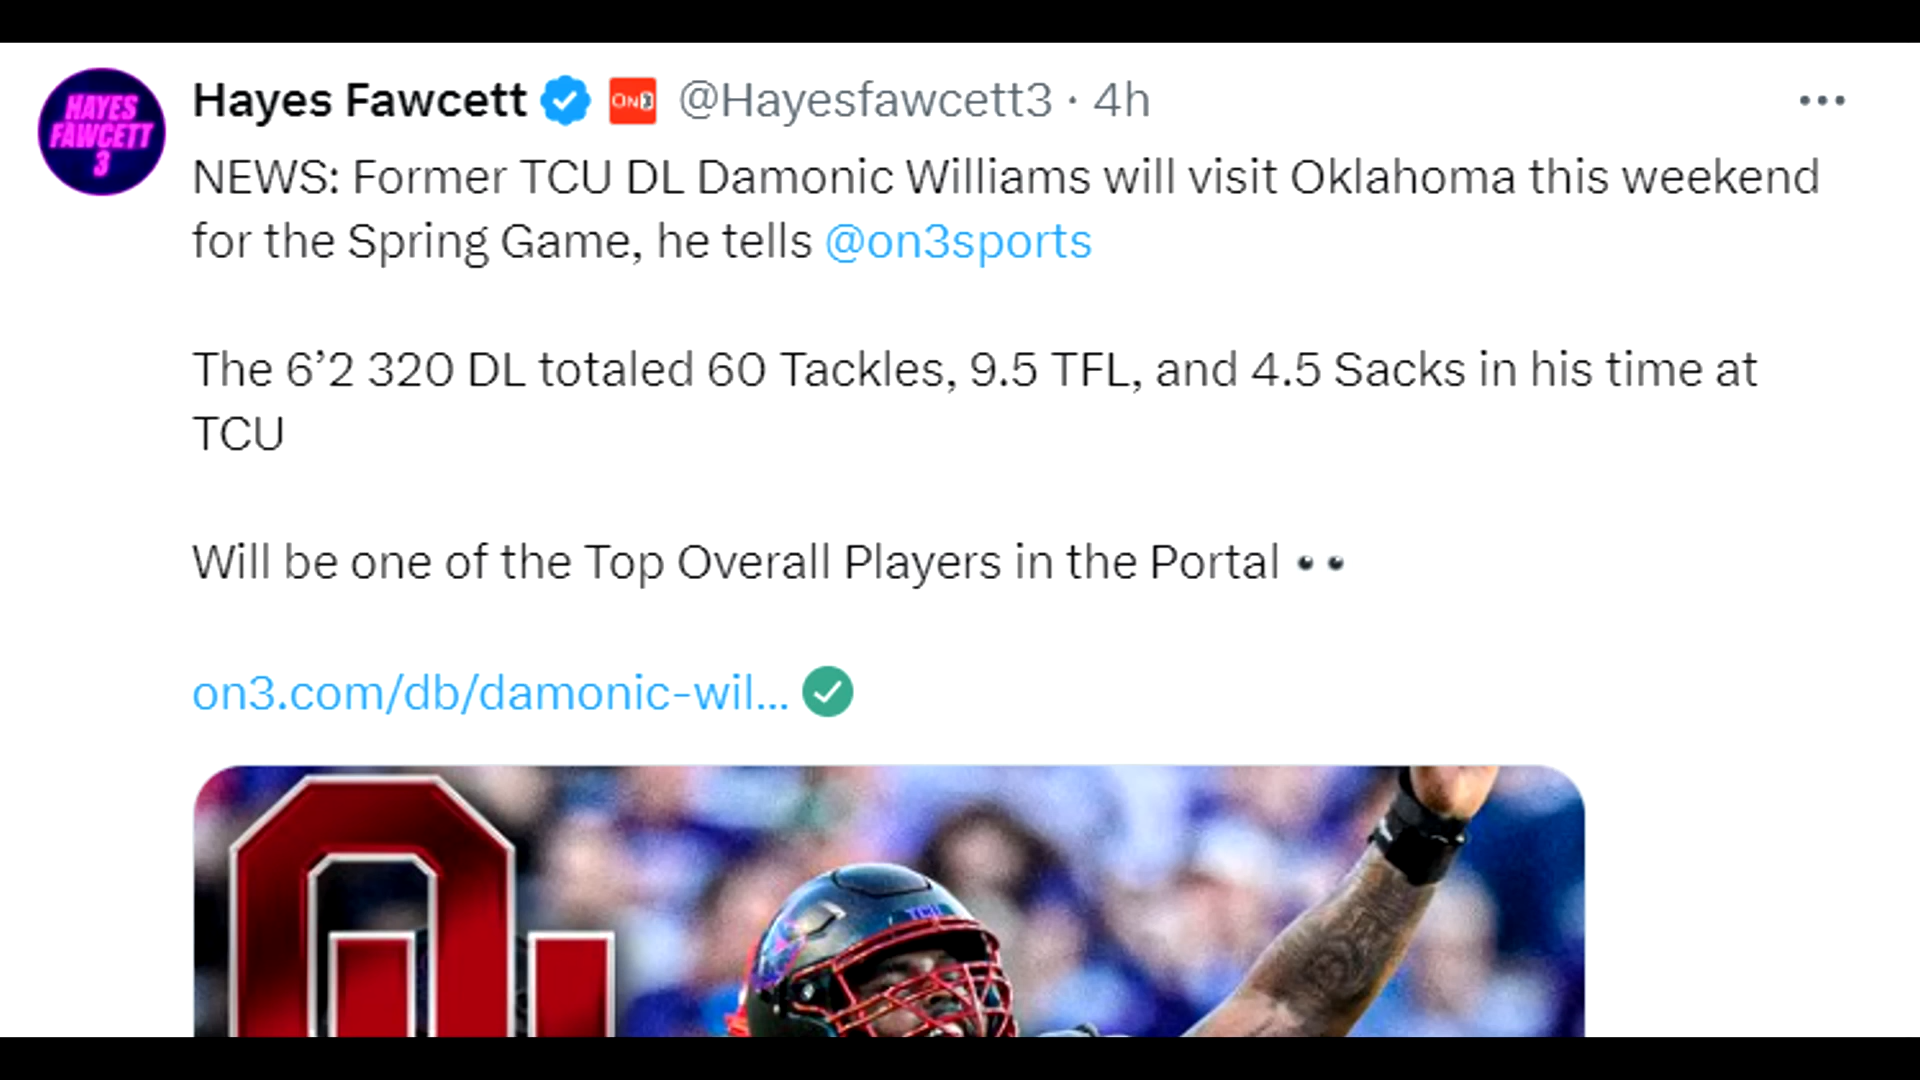 HAYES
FAWCETT
3
Hayes Fawcett ON3 @Hayesfawcett3 · 4h
NEWS: Former TCU DL Damonic Williams will visit Oklahoma this weekend
for the Spring Game, he tells @on3sports
The 6’2 320 DL totaled 60 Tackles, 9.5 TFL, and 4.5 Sacks in his time at
TCU
Will be one of the Top Overall Players in the Portal 👀
on3.com/db/damonic-wil... 
OU
TCU